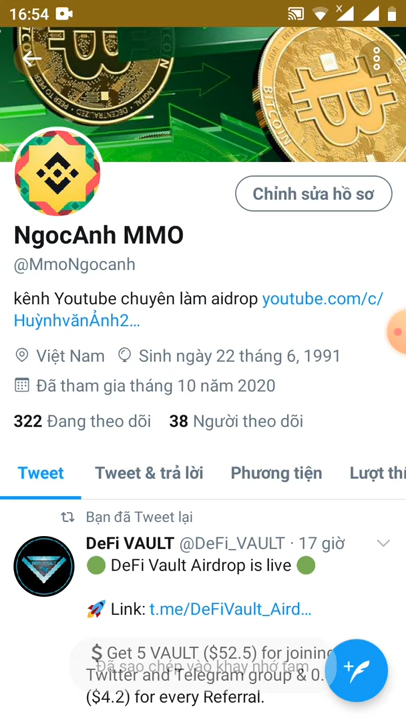 16:54
Chỉnh sửa hồ sơ
NgocAnh MMO
@MmoNgocanh
kênh Youtube chuyên làm aidrop youtube.com/c/
HuỳnhvănẢnh2...
Việt Nam Sinh ngày 22 tháng 6, 1991
Đã tham gia tháng 10 năm 2020
322 Đang theo dõi 38 Người theo dõi
Tweet Tweet & trả lời Phương tiện Lượt thí
Bạn đã Tweet lại
DeFi VAULT @DeFi_VAULT · 17 giờ
🟢 DeFi Vault Airdrop is live 🟢
🚀 Link: t.me/DeFiVault_Aird...
💲Get 5 VAULT ($52.5) for joining
Đã sao chép vào khay nhớ tạm
Twitter and Telegram group & 0.
($4.2) for every Referral.